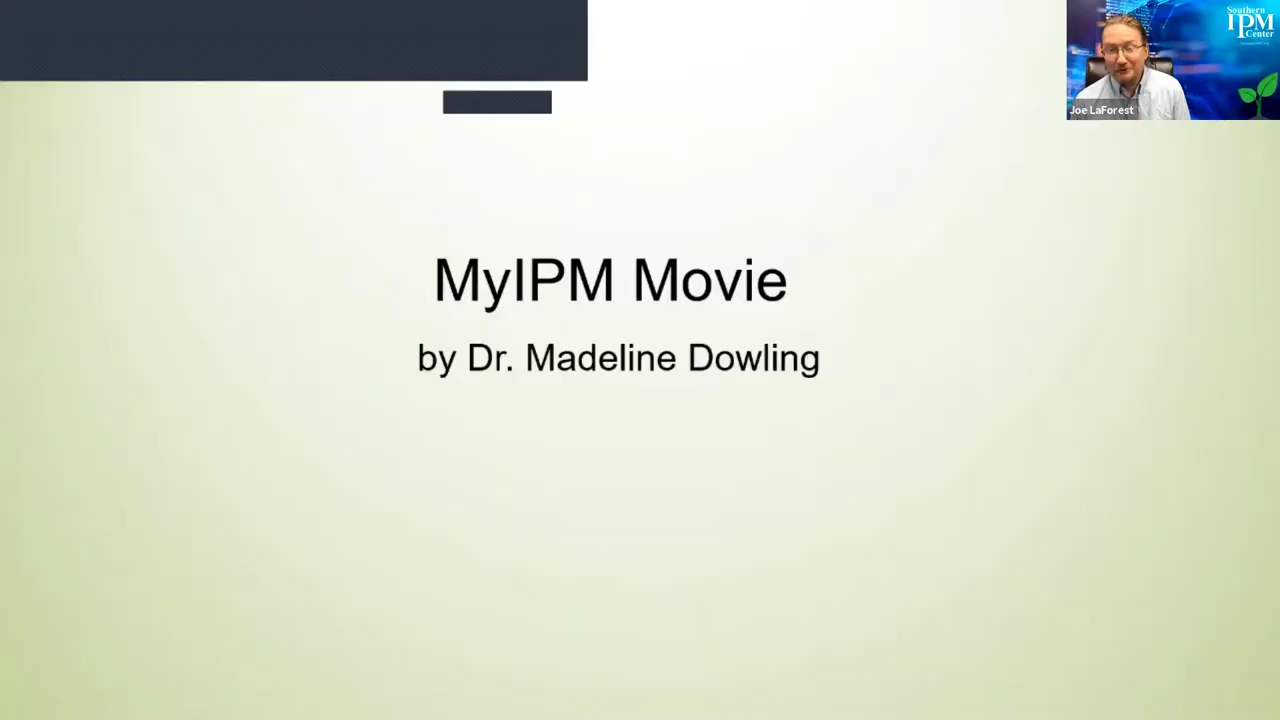 MyIPM Movie
by Dr. Madeline Dowling
Southern
IPM
Center
Joe LaForest